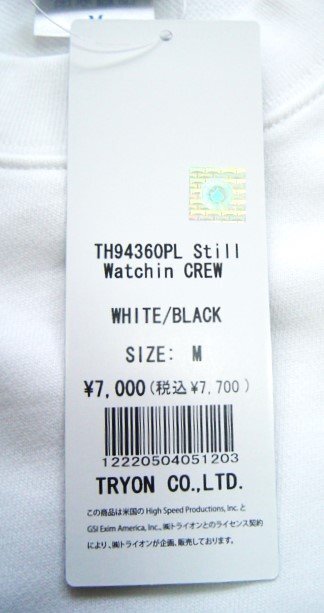 TH94360PL Still
Watchin CREW
WHITE/BLACK
SIZE: M
¥7,000(税込¥7,700)
12220504051203
TRYON CO.,LTD.
この商品は米国の High Speed Productions, Inc. と
GSI Exim America, Inc., ㈱トライオンとのライセンス契約
により、㈱トライオンが企画、販売しております。